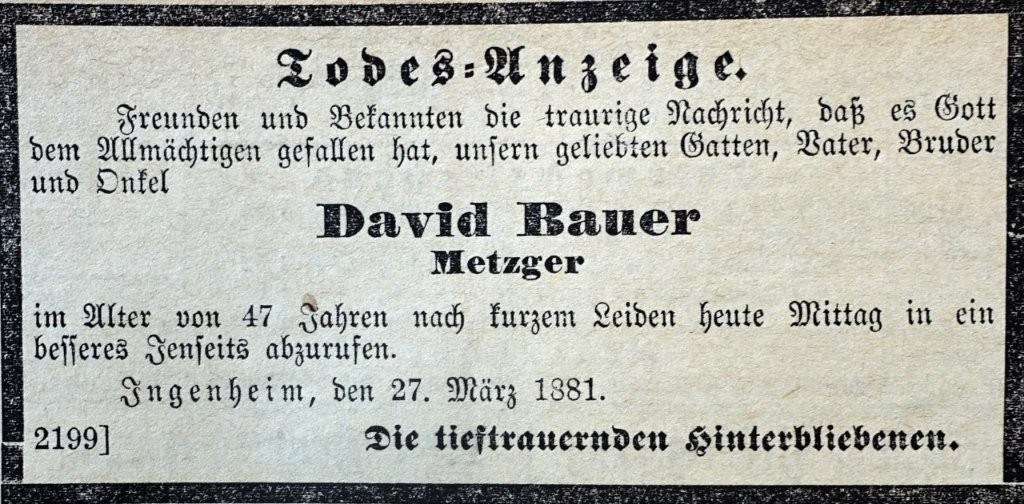 Todes-Anzeige.
Freunden und Bekannten die traurige Nachricht, daß es Gott
dem Allmächtigen gefallen hat, unsern geliebten Gatten, Vater, Bruder
und Onkel
David Bauer
Metzger
im Alter von 47 Jahren nach kurzem Leiden heute Mittag in ein
besseres Jenseits abzurufen.
Ingenheim, den 27. März 1881.
2199] Die tieftrauernden Hinterbliebenen.